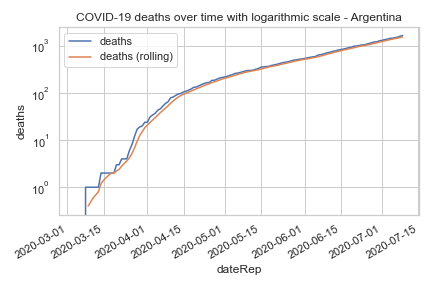 COVID-19 deaths over time with logarithmic scale - Argentina
deaths
deaths (rolling)
10³
10²
10¹
10⁰
deaths
2020-03-01
2020-03-15
2020-04-01
2020-04-15
2020-05-01
2020-05-15
2020-06-01
2020-06-15
2020-07-01
2020-07-15
dateRep